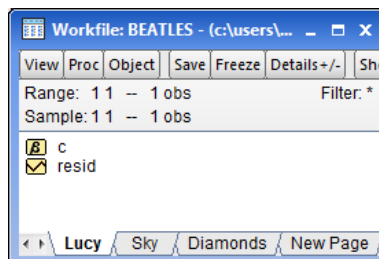 Workfile: BEATLES - (c:\users\...
View Proc Object Save Freeze Details+/- Sh
Range: 1 1 -- 1 obs Filter: *
Sample: 1 1 -- 1 obs
β c
resid
Lucy Sky Diamonds New Page